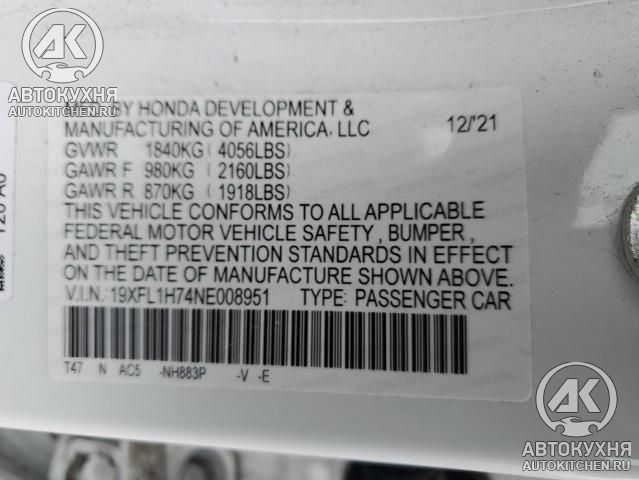 AK
АВТОКУХНЯ
AUTOKITCHEN.RU
MFD. BY HONDA DEVELOPMENT &
MANUFACTURING OF AMERICA, LLC 12/'21
GVWR 1840KG ( 4056LBS)
GAWR F 980KG ( 2160LBS)
GAWR R 870KG ( 1918LBS)
THIS VEHICLE CONFORMS TO ALL APPLICABLE
FEDERAL MOTOR VEHICLE SAFETY , BUMPER,
AND THEFT PREVENTION STANDARDS IN EFFECT
ON THE DATE OF MANUFACTURE SHOWN ABOVE.
V.I.N.: 19XFL1H74NE008951 TYPE: PASSENGER CAR
T47 N AC5 -NH883P -V -E
120 A0
AK
АВТОКУХНЯ
AUTOKITCHEN.RU